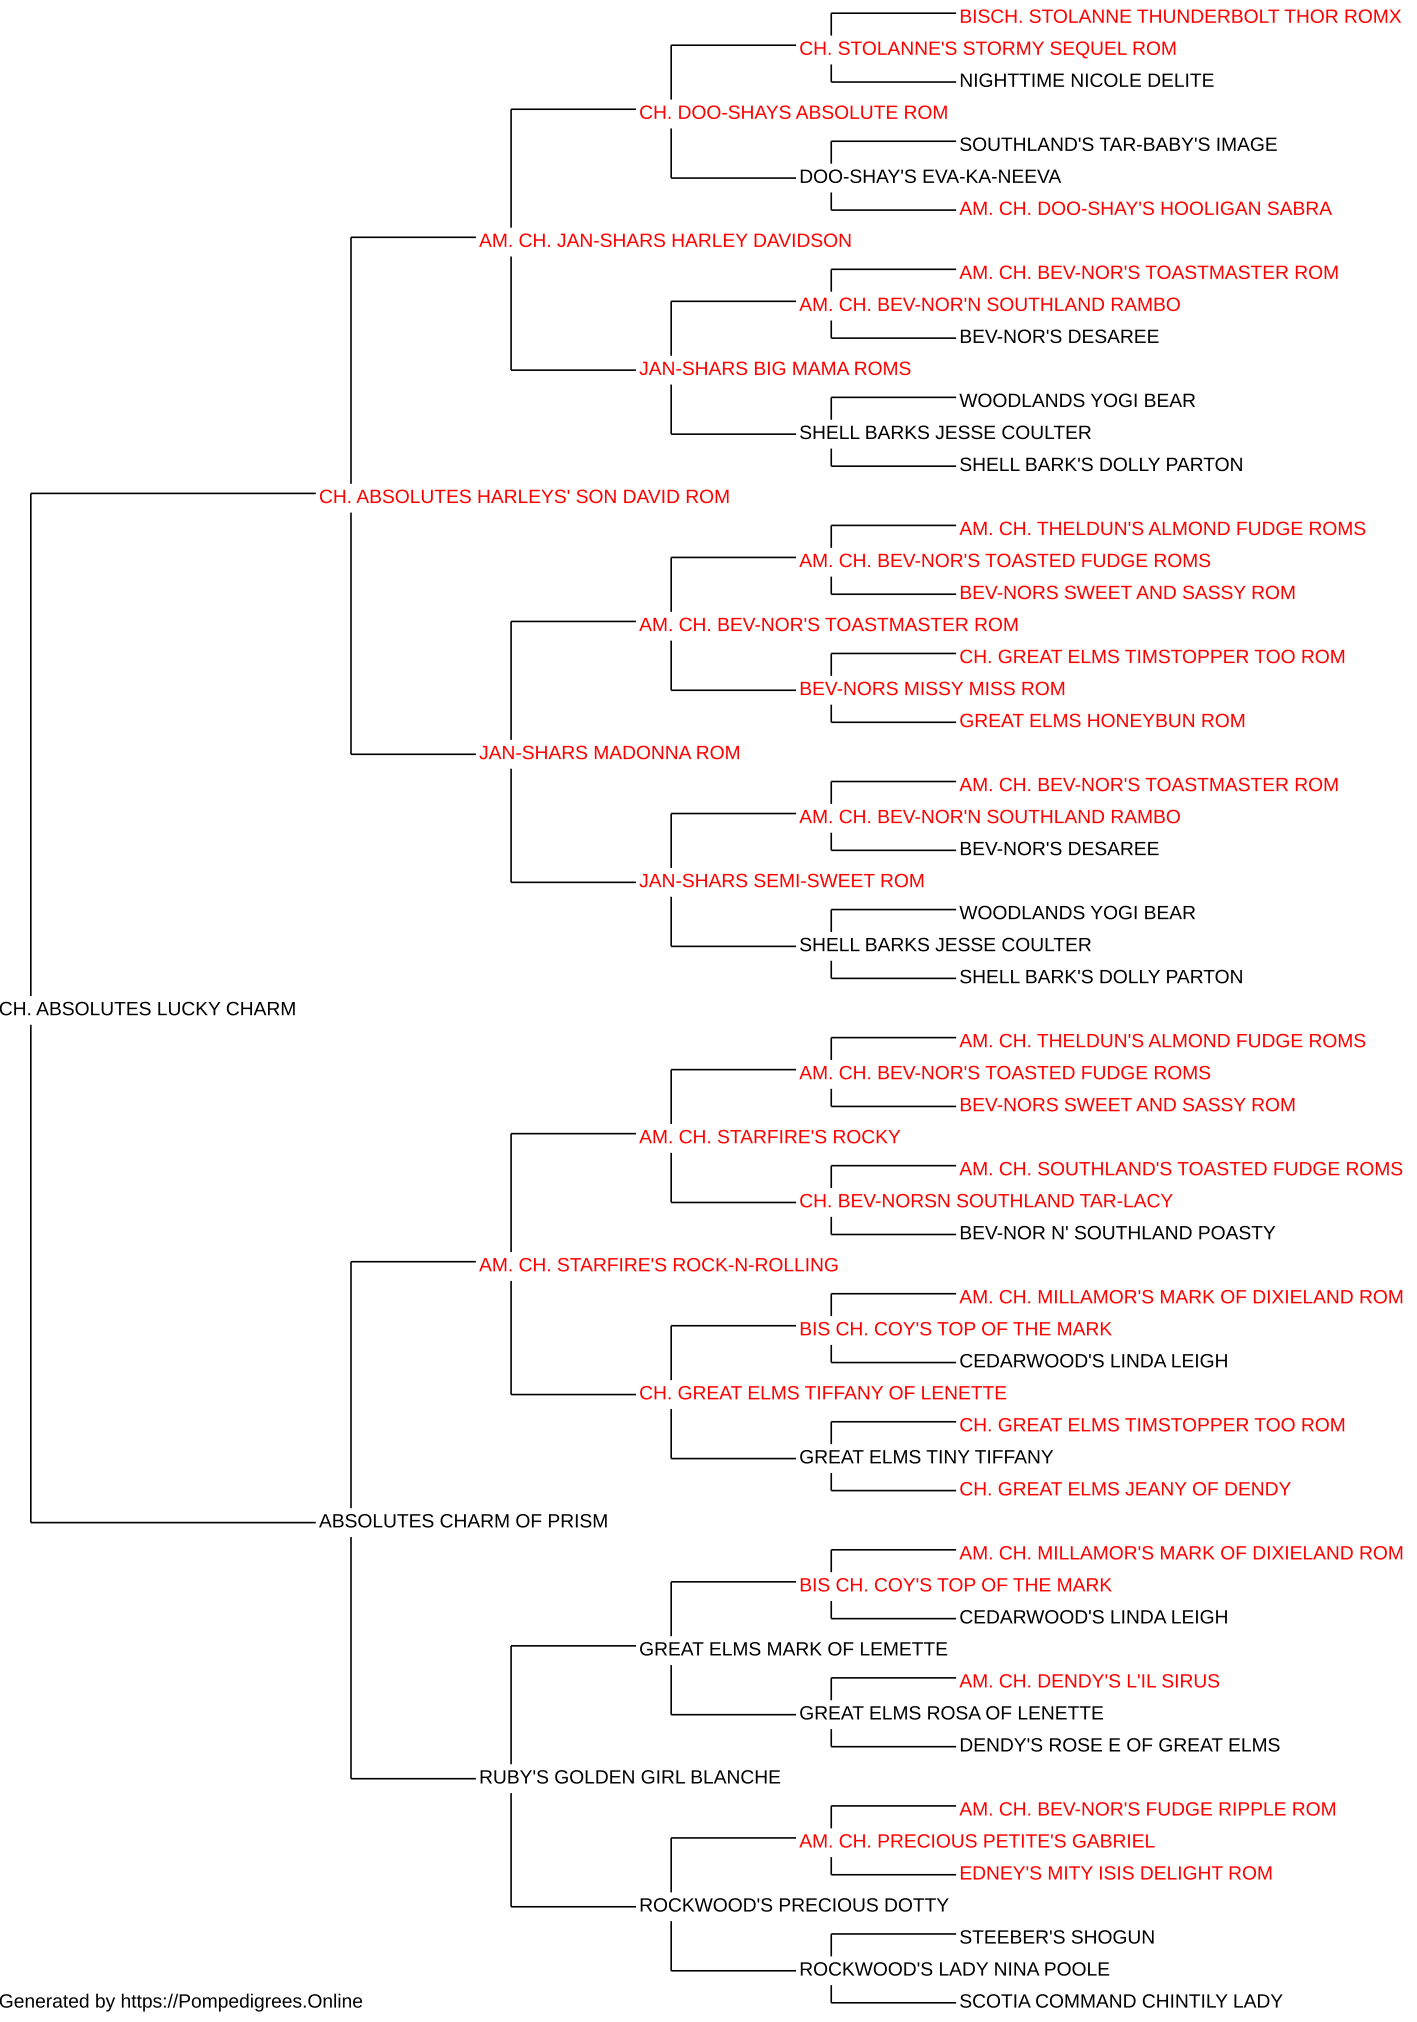 BISCH. STOLANNE THUNDERBOLT THOR ROMX
CH. STOLANNE'S STORMY SEQUEL ROM
NIGHTTIME NICOLE DELITE
CH. DOO-SHAYS ABSOLUTE ROM
SOUTHLAND'S TAR-BABY'S IMAGE
DOO-SHAY'S EVA-KA-NEEVA
AM. CH. DOO-SHAY'S HOOLIGAN SABRA
AM. CH. JAN-SHARS HARLEY DAVIDSON
AM. CH. BEV-NOR'S TOASTMASTER ROM
AM. CH. BEV-NOR'N SOUTHLAND RAMBO
BEV-NOR'S DESAREE
JAN-SHARS BIG MAMA ROMS
WOODLANDS YOGI BEAR
SHELL BARKS JESSE COULTER
SHELL BARK'S DOLLY PARTON
CH. ABSOLUTES HARLEYS' SON DAVID ROM
AM. CH. THELDUN'S ALMOND FUDGE ROMS
AM. CH. BEV-NOR'S TOASTED FUDGE ROMS
BEV-NORS SWEET AND SASSY ROM
AM. CH. BEV-NOR'S TOASTMASTER ROM
CH. GREAT ELMS TIMSTOPPER TOO ROM
BEV-NORS MISSY MISS ROM
GREAT ELMS HONEYBUN ROM
JAN-SHARS MADONNA ROM
AM. CH. BEV-NOR'S TOASTMASTER ROM
AM. CH. BEV-NOR'N SOUTHLAND RAMBO
BEV-NOR'S DESAREE
JAN-SHARS SEMI-SWEET ROM
WOODLANDS YOGI BEAR
SHELL BARKS JESSE COULTER
SHELL BARK'S DOLLY PARTON
CH. ABSOLUTES LUCKY CHARM
AM. CH. THELDUN'S ALMOND FUDGE ROMS
AM. CH. BEV-NOR'S TOASTED FUDGE ROMS
BEV-NORS SWEET AND SASSY ROM
AM. CH. STARFIRE'S ROCKY
AM. CH. SOUTHLAND'S TOASTED FUDGE ROMS
CH. BEV-NORSN SOUTHLAND TAR-LACY
BEV-NOR N' SOUTHLAND POASTY
AM. CH. STARFIRE'S ROCK-N-ROLLING
AM. CH. MILLAMOR'S MARK OF DIXIELAND ROM
BIS CH. COY'S TOP OF THE MARK
CEDARWOOD'S LINDA LEIGH
CH. GREAT ELMS TIFFANY OF LENETTE
CH. GREAT ELMS TIMSTOPPER TOO ROM
GREAT ELMS TINY TIFFANY
CH. GREAT ELMS JEANY OF DENDY
ABSOLUTES CHARM OF PRISM
AM. CH. MILLAMOR'S MARK OF DIXIELAND ROM
BIS CH. COY'S TOP OF THE MARK
CEDARWOOD'S LINDA LEIGH
GREAT ELMS MARK OF LEMETTE
AM. CH. DENDY'S L'IL SIRUS
GREAT ELMS ROSA OF LENETTE
DENDY'S ROSE E OF GREAT ELMS
RUBY'S GOLDEN GIRL BLANCHE
AM. CH. BEV-NOR'S FUDGE RIPPLE ROM
AM. CH. PRECIOUS PETITE'S GABRIEL
EDNEY'S MITY ISIS DELIGHT ROM
ROCKWOOD'S PRECIOUS DOTTY
STEEBER'S SHOGUN
ROCKWOOD'S LADY NINA POOLE
SCOTIA COMMAND CHINTILY LADY
Generated by https://Pompedigrees.Online